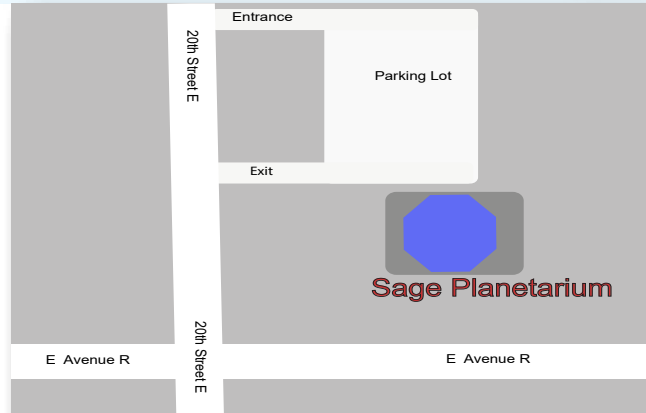 Entrance
20th Street E
Parking Lot
Exit
Sage Planetarium
20th Street E
E Avenue R
E Avenue R